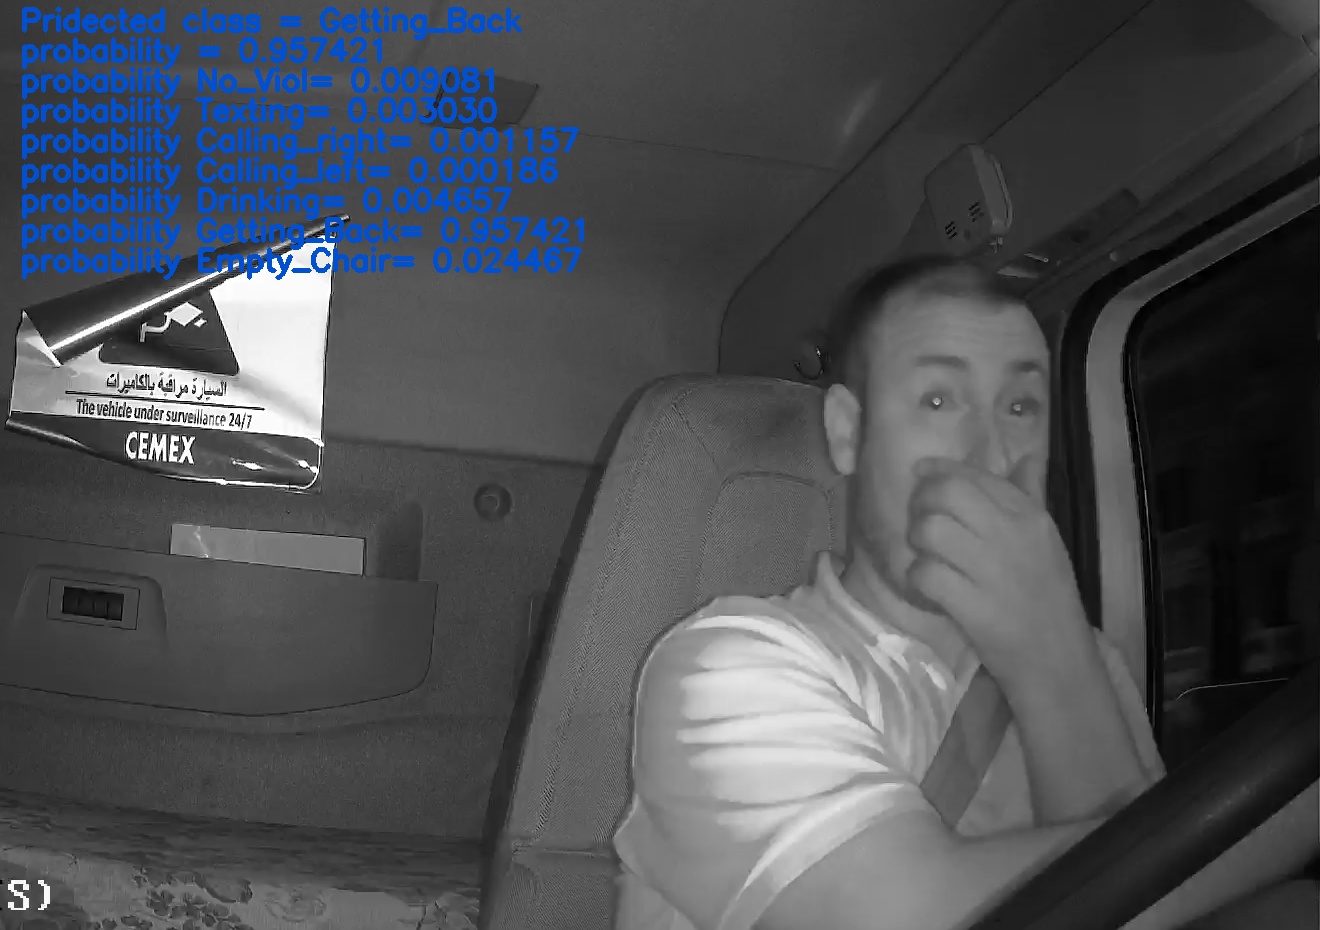 Pridected class = Getting_Back
probability = 0.957421
probability No_Viol= 0.009081
probability Texting= 0.003030
probability Calling_right= 0.001157
probability Calling_left= 0.000186
probability Drinking= 0.004657
probability Getting_Back= 0.957421
probability Empty_Chair= 0.024467
السيارة مراقبة بالكاميرات
The vehicle under surveillance 24/7
CEMEX
S)